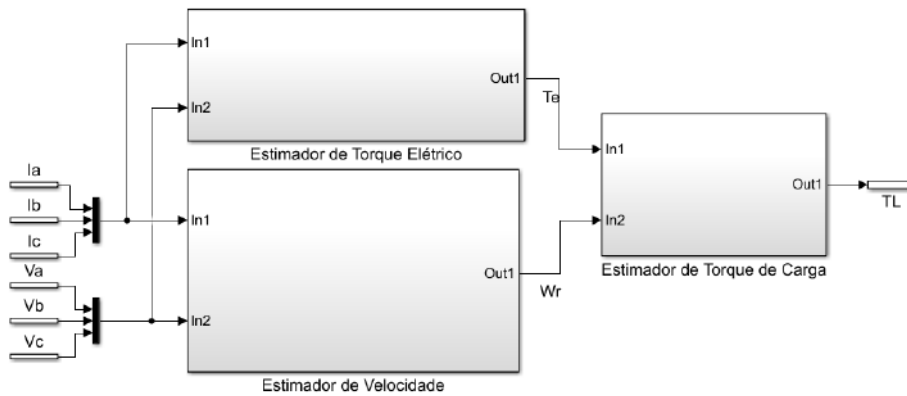 In1
Out1
In2
Te
Estimador de Torque Elétrico
In1
Out1
In2
Estimador de Torque de Carga
TL
Ia
Ib
Ic
Va
Vb
Vc
In1
Out1
In2
Wr
Estimador de Velocidade